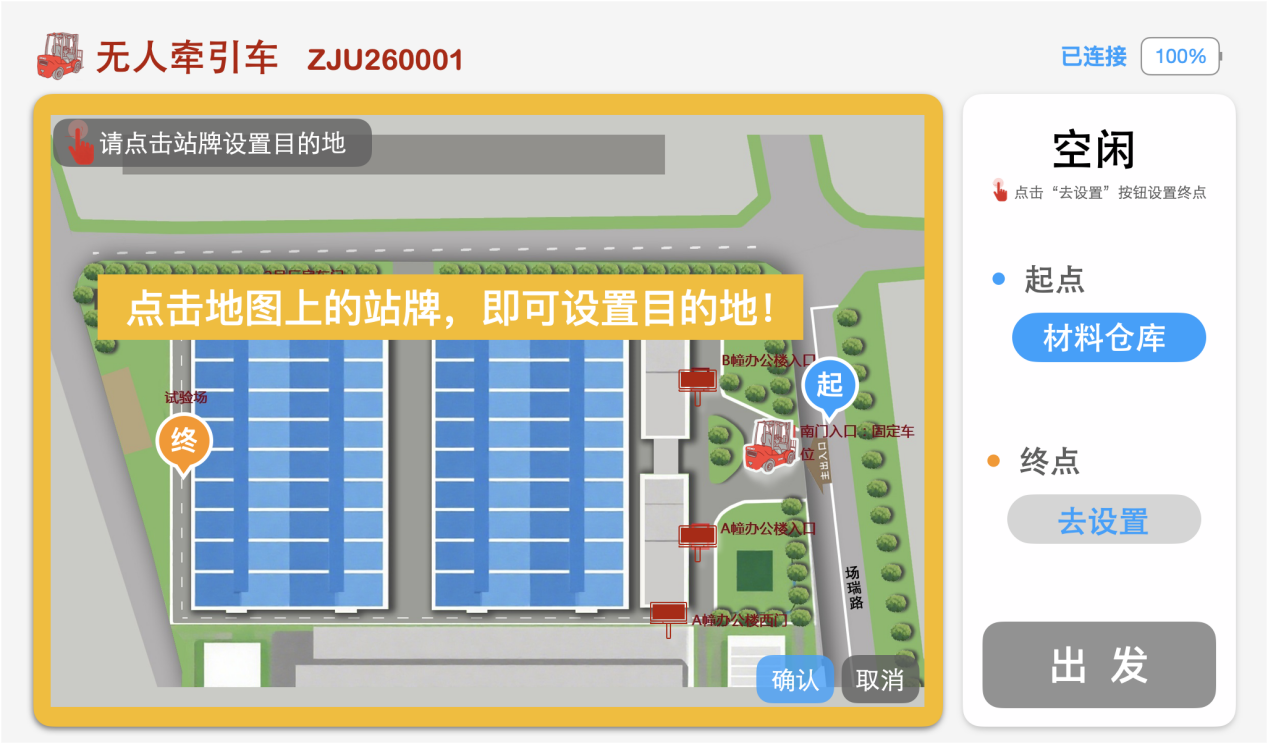 无人牵引车 ZJU260001
已连接 100%
请点击站牌设置目的地
点击地图上的站牌，即可设置目的地！
试验场
终
B幢办公楼入口
起
南门入口：固定车
位
主出入口
A幢办公楼入口
场瑞路
A幢办公楼西门
确认 取消
空闲
点击“去设置”按钮设置终点
起点
材料仓库
终点
去设置
出发